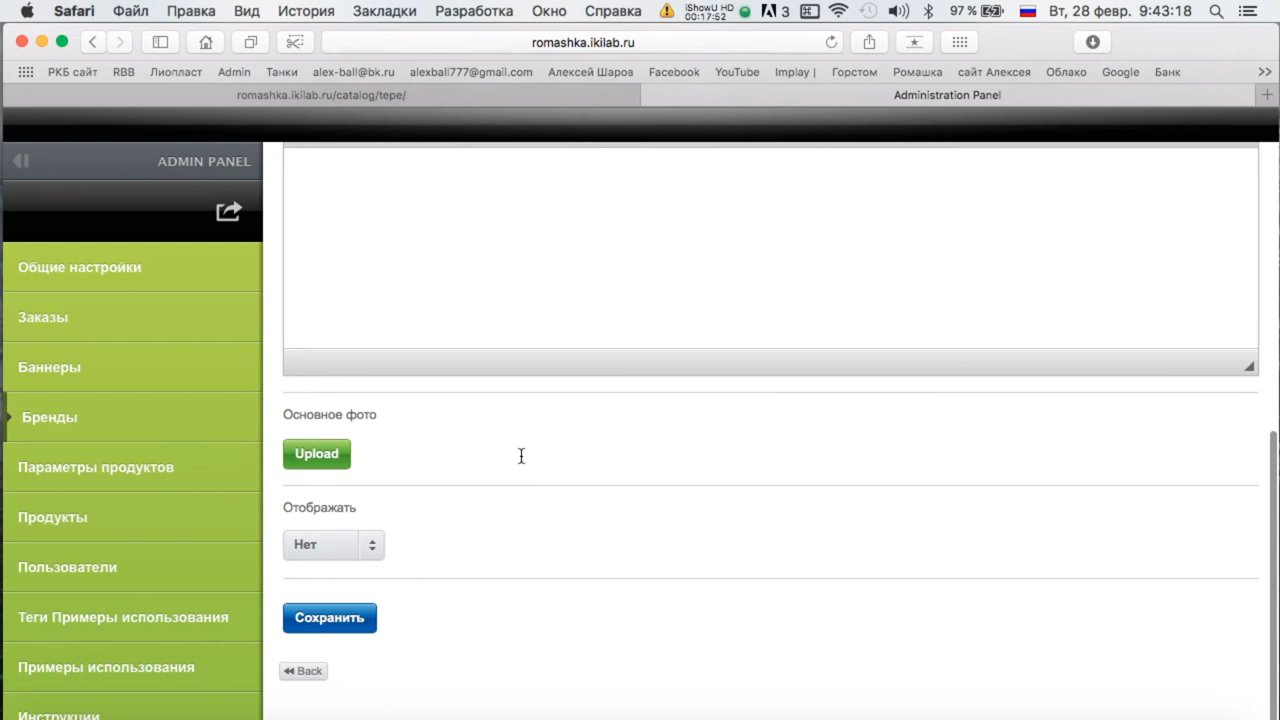 Safari Файл Правка Вид История Закладки Разработка Окно Справка iShowU HD 00:17:52 3 97 % Вт, 28 февр. 9:43:18
romashka.ikilab.ru
РКБ сайт RBB Лиопласт Admin Танки alex-ball@bk.ru alexball777@gmail.com Алексей Шаров Facebook YouTube Implay | Горстом Ромашка сайт Алексея Облако Google Банк >>
romashka.ikilab.ru/catalog/tepe/ Administration Panel +
ADMIN PANEL
Общие настройки
Заказы
Баннеры
Бренды
Параметры продуктов
Продукты
Пользователи
Теги Примеры использования
Примеры использования
Инструкции
Основное фото
Upload
Отображать
Нет
Сохранить
Back